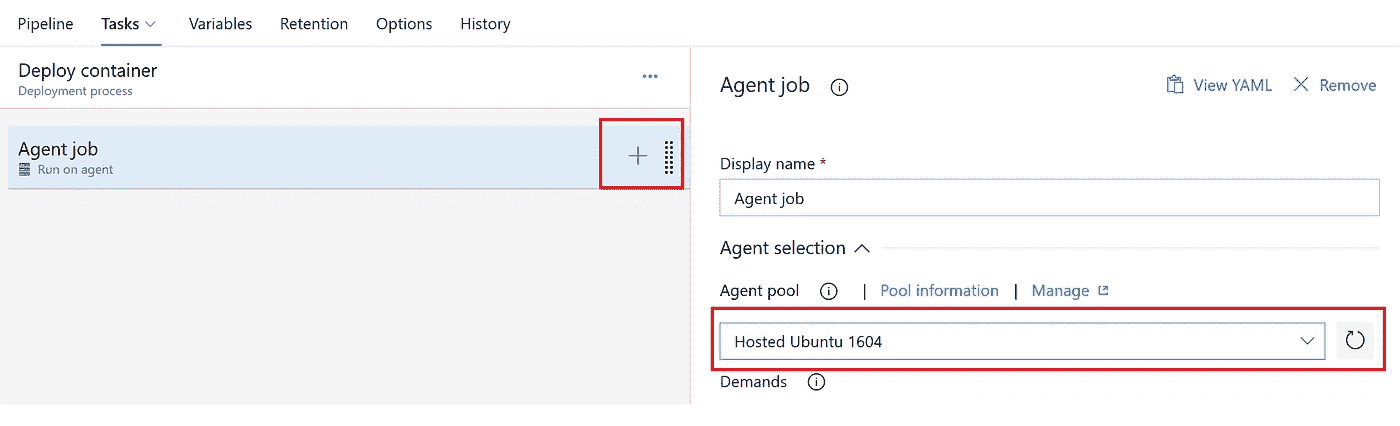 Pipeline Tasks Variables Retention Options History
Deploy container
Deployment process
Agent job
Run on agent
Agent job
View YAML Remove
Display name *
Agent job
Agent selection
Agent pool | Pool information | Manage
Hosted Ubuntu 1604
Demands